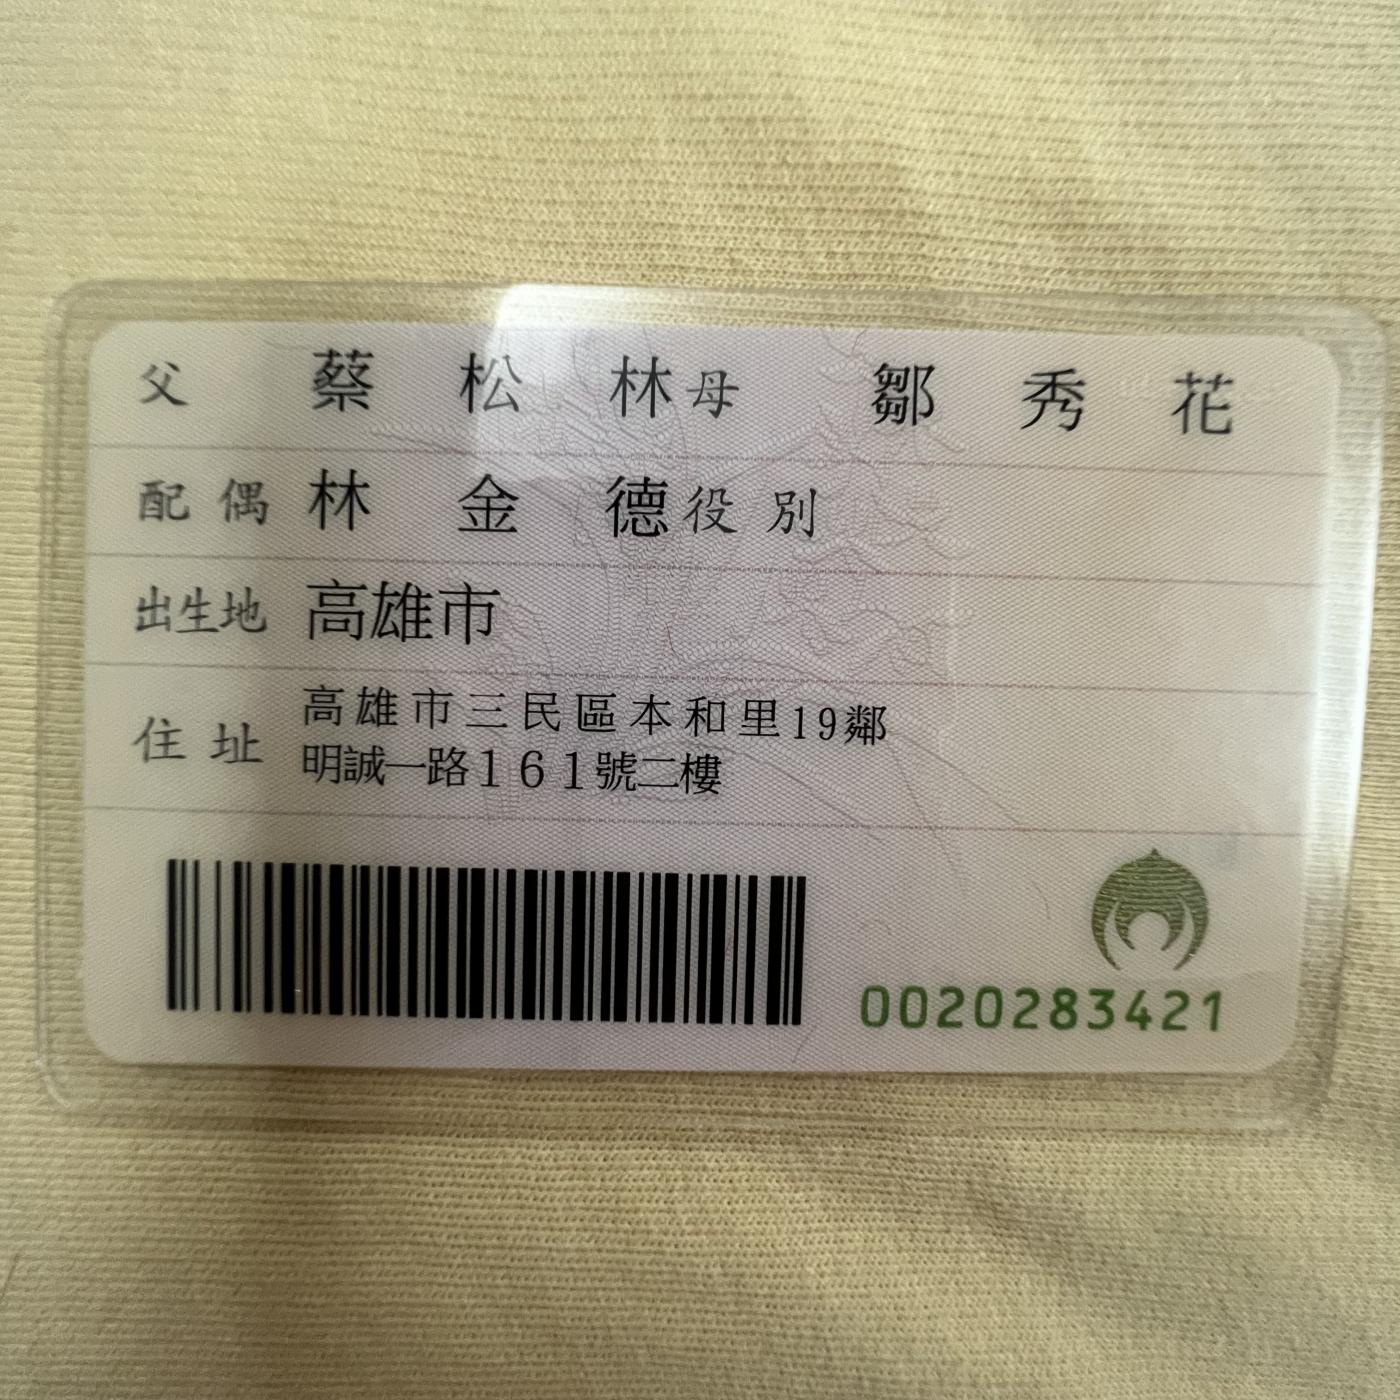 父 蔡松林 母 鄒秀花
配偶 林金德 役別
出生地 高雄市
住址 高雄市三民區本和里19鄰
明誠一路161號二樓
0020283421